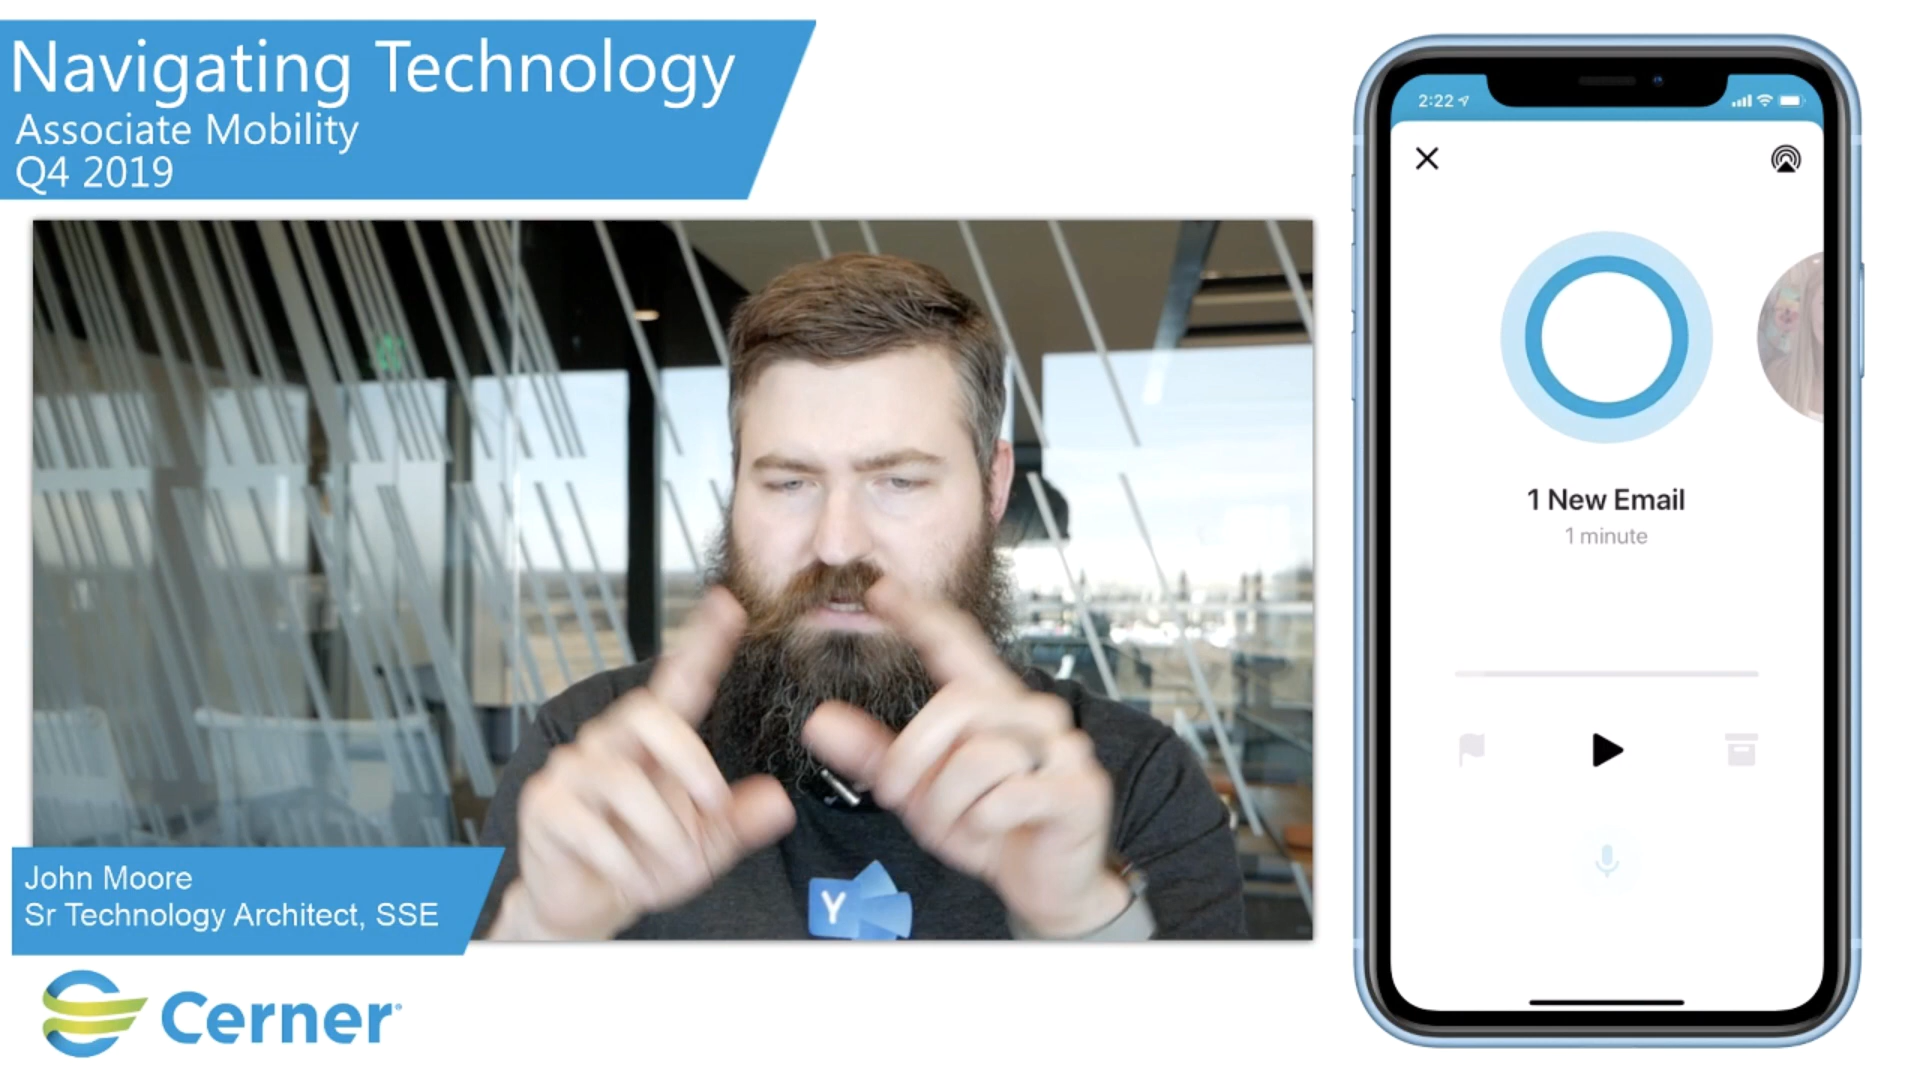 Navigating Technology
Associate Mobility
Q4 2019
2:22
1 New Email
1 minute
Y
John Moore
Sr Technology Architect, SSE
Cerner